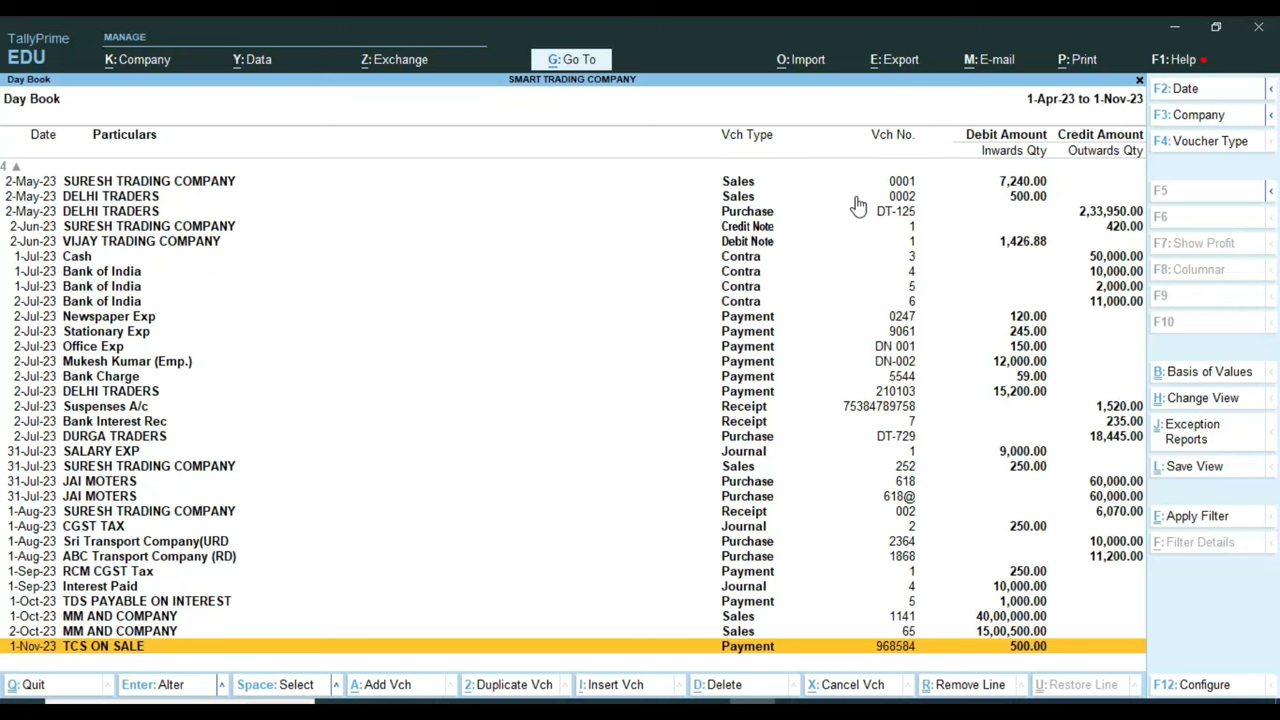 TallyPrime
EDU
MANAGE
K: Company Y: Data Z: Exchange G: Go To O: Import E: Export M: E-mail P: Print F1: Help
Day Book SMART TRADING COMPANY ×
Day Book 1-Apr-23 to 1-Nov-23
Date Particulars Vch Type Vch No. Debit Amount Credit Amount
Inwards Qty Outwards Qty
4 ▲
2-May-23 SURESH TRADING COMPANY Sales 0001 7,240.00
2-May-23 DELHI TRADERS Sales 0002 500.00
2-May-23 DELHI TRADERS Purchase DT-125 2,33,950.00
2-Jun-23 SURESH TRADING COMPANY Credit Note 1 420.00
2-Jun-23 VIJAY TRADING COMPANY Debit Note 1 1,426.88
1-Jul-23 Cash Contra 3 50,000.00
1-Jul-23 Bank of India Contra 4 10,000.00
1-Jul-23 Bank of India Contra 5 2,000.00
2-Jul-23 Bank of India Contra 6 11,000.00
2-Jul-23 Newspaper Exp Payment 0247 120.00
2-Jul-23 Stationary Exp Payment 9061 245.00
2-Jul-23 Office Exp Payment DN 001 150.00
2-Jul-23 Mukesh Kumar (Emp.) Payment DN-002 12,000.00
2-Jul-23 Bank Charge Payment 5544 59.00
2-Jul-23 DELHI TRADERS Payment 210103 15,200.00
2-Jul-23 Suspenses A/c Receipt 75384789758 1,520.00
2-Jul-23 Bank Interest Rec Receipt 7 235.00
2-Jul-23 DURGA TRADERS Purchase DT-729 18,445.00
31-Jul-23 SALARY EXP Journal 1 9,000.00
31-Jul-23 SURESH TRADING COMPANY Sales 252 250.00
31-Jul-23 JAI MOTERS Purchase 618 60,000.00
31-Jul-23 JAI MOTERS Purchase 618@ 60,000.00
1-Aug-23 SURESH TRADING COMPANY Receipt 002 6,070.00
1-Aug-23 CGST TAX Journal 2 250.00
1-Aug-23 Sri Transport Company(URD Purchase 2364 10,000.00
1-Aug-23 ABC Transport Company (RD) Purchase 1868 11,200.00
1-Sep-23 RCM CGST Tax Payment 1 250.00
1-Sep-23 Interest Paid Journal 4 10,000.00
1-Oct-23 TDS PAYABLE ON INTEREST Payment 5 1,000.00
1-Oct-23 MM AND COMPANY Sales 1141 40,00,000.00
2-Oct-23 MM AND COMPANY Sales 65 15,00,500.00
1-Nov-23 TCS ON SALE Payment 968584 500.00
F2: Date
F3: Company
F4: Voucher Type
F5
F6
F7: Show Profit
F8: Columnar
F9
F10
B: Basis of Values
H: Change View
J: Exception
Reports
L: Save View
F: Apply Filter
F: Filter Details
Q: Quit Enter: Alter Space: Select A: Add Vch 2: Duplicate Vch I: Insert Vch D: Delete X: Cancel Vch R: Remove Line U: Restore Line F12: Configure